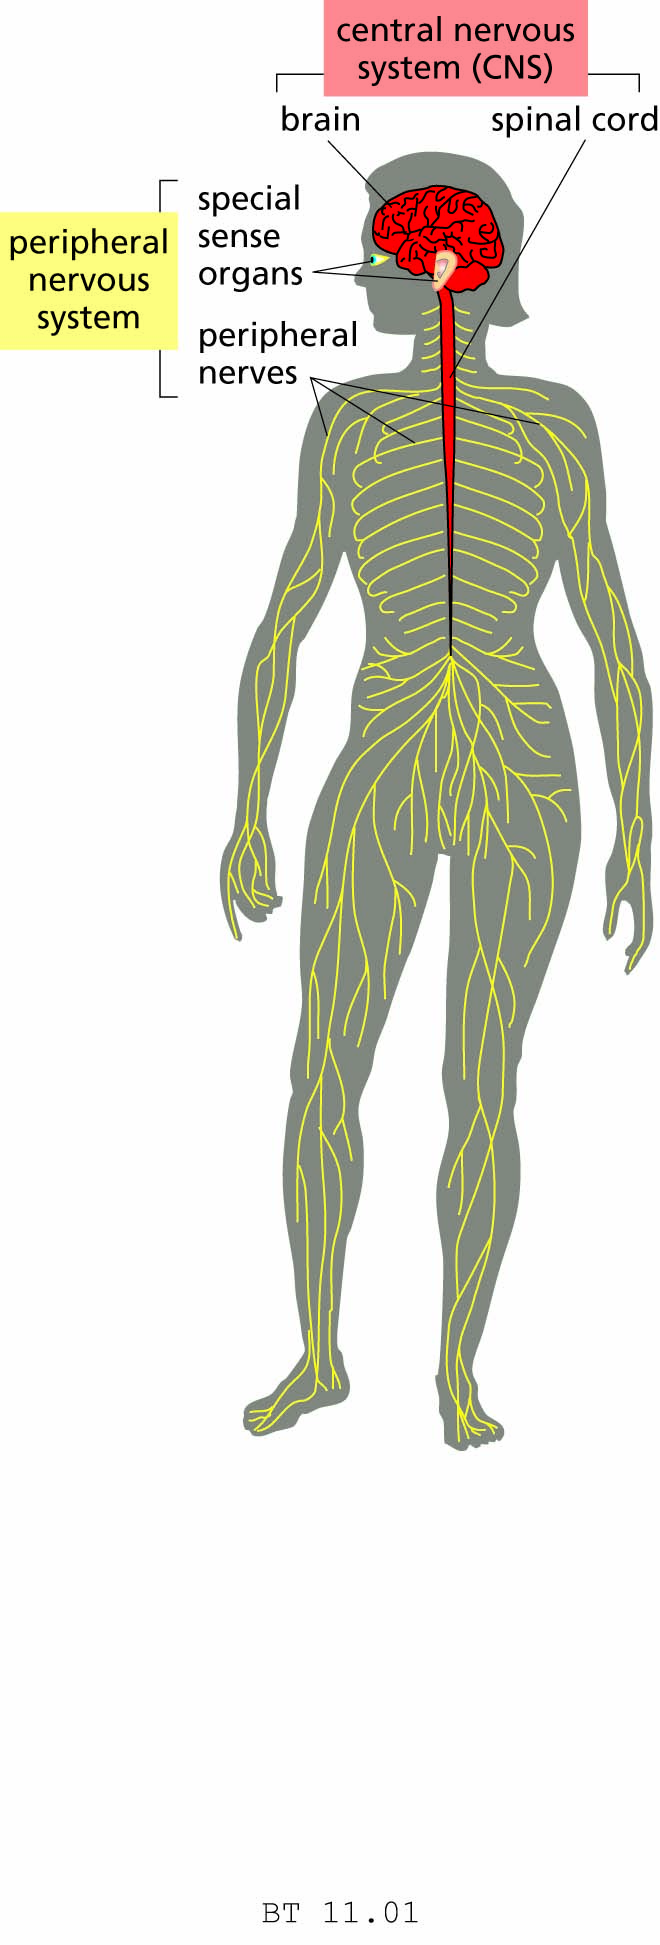 central nervous
system (CNS)
brain
spinal cord
special
sense
organs
peripheral
nervous
system
peripheral
nerves
BT 11.01